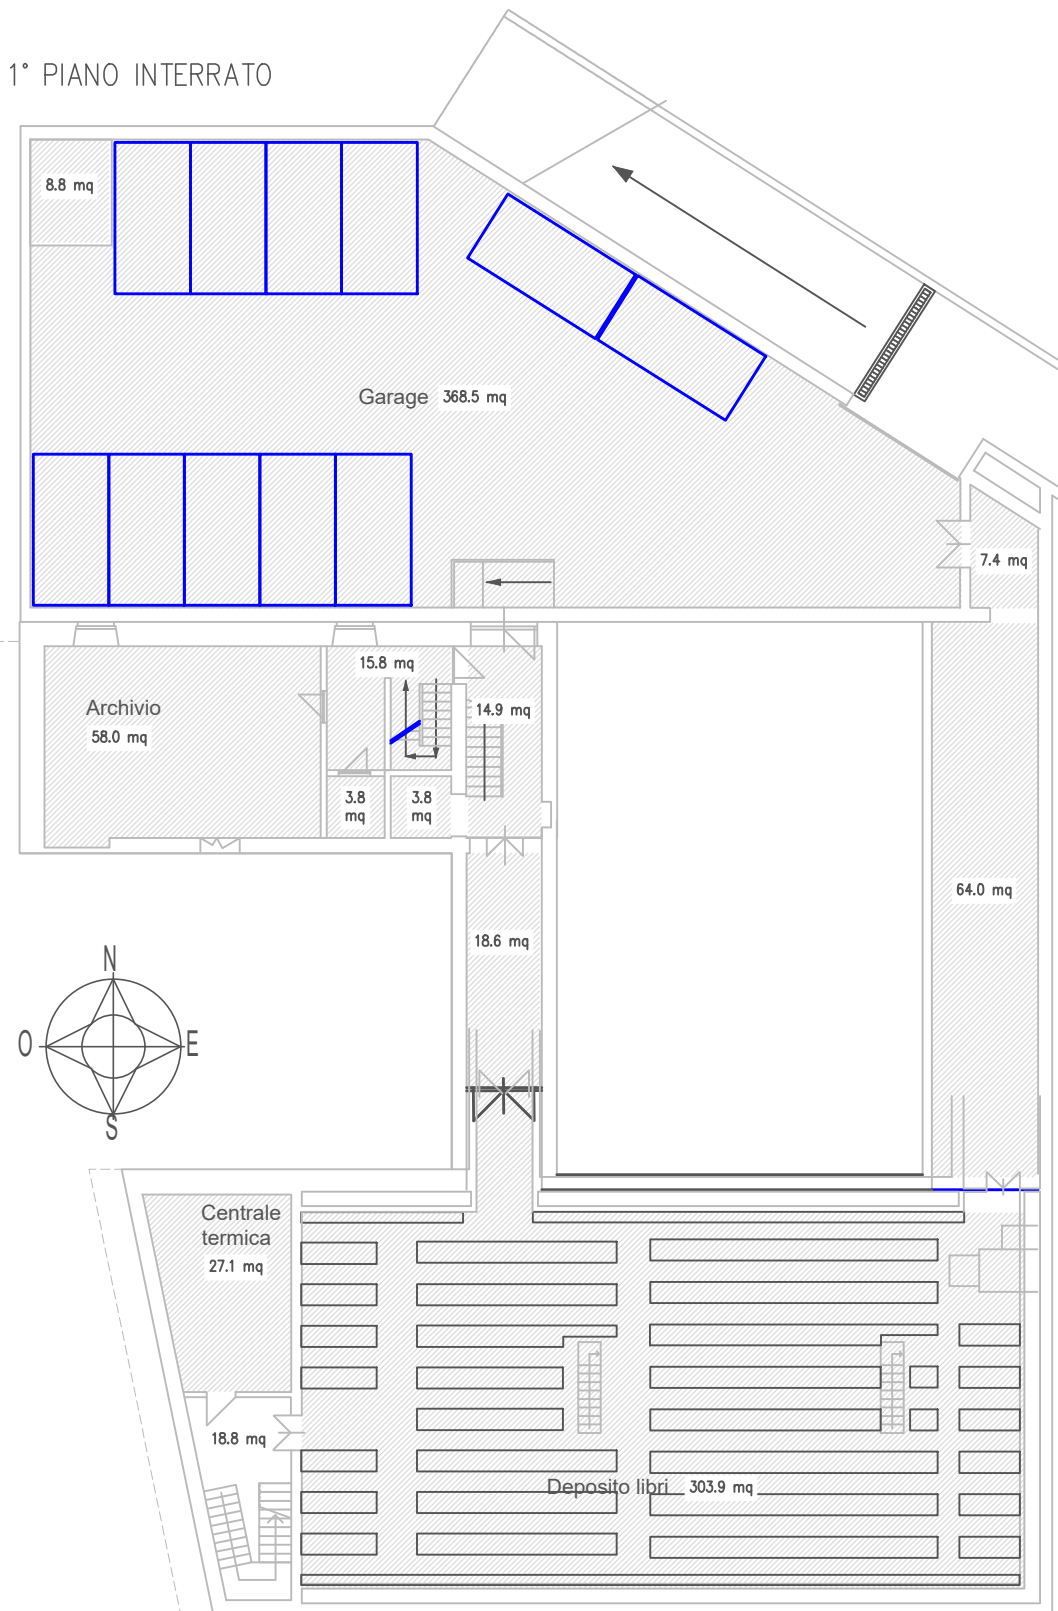 1° PIANO INTERRATO
8.8 mq
Garage 368.5 mq
7.4 mq
15.8 mq
Archivio
58.0 mq
14.9 mq
3.8
mq
3.8
mq
64.0 mq
18.6 mq
N
O E
S
Centrale
termica
27.1 mq
18.8 mq
Deposito libri 303.9 mq